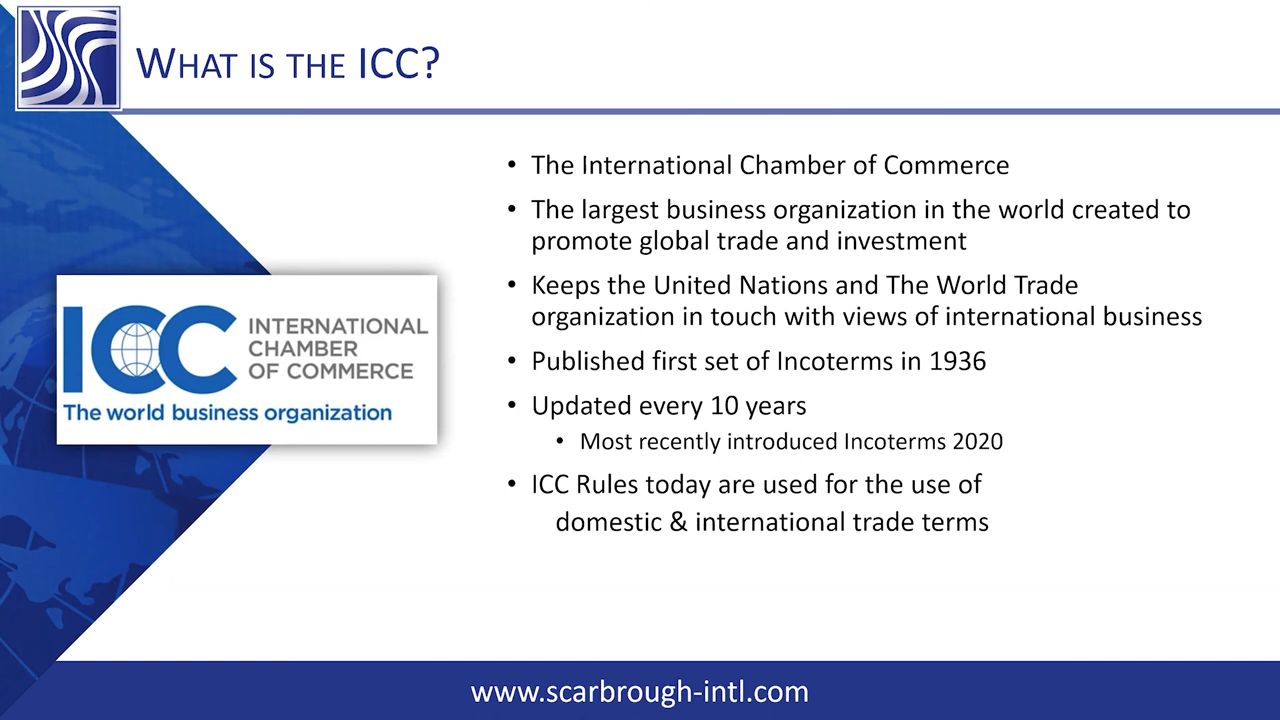 WHAT IS THE ICC?
• The International Chamber of Commerce
• The largest business organization in the world created to
promote global trade and investment
• Keeps the United Nations and The World Trade
organization in touch with views of international business
• Published first set of Incoterms in 1936
• Updated every 10 years
• Most recently introduced Incoterms 2020
• ICC Rules today are used for the use of
domestic & international trade terms
ICC INTERNATIONAL
CHAMBER
OF COMMERCE
The world business organization
www.scarbrough-intl.com